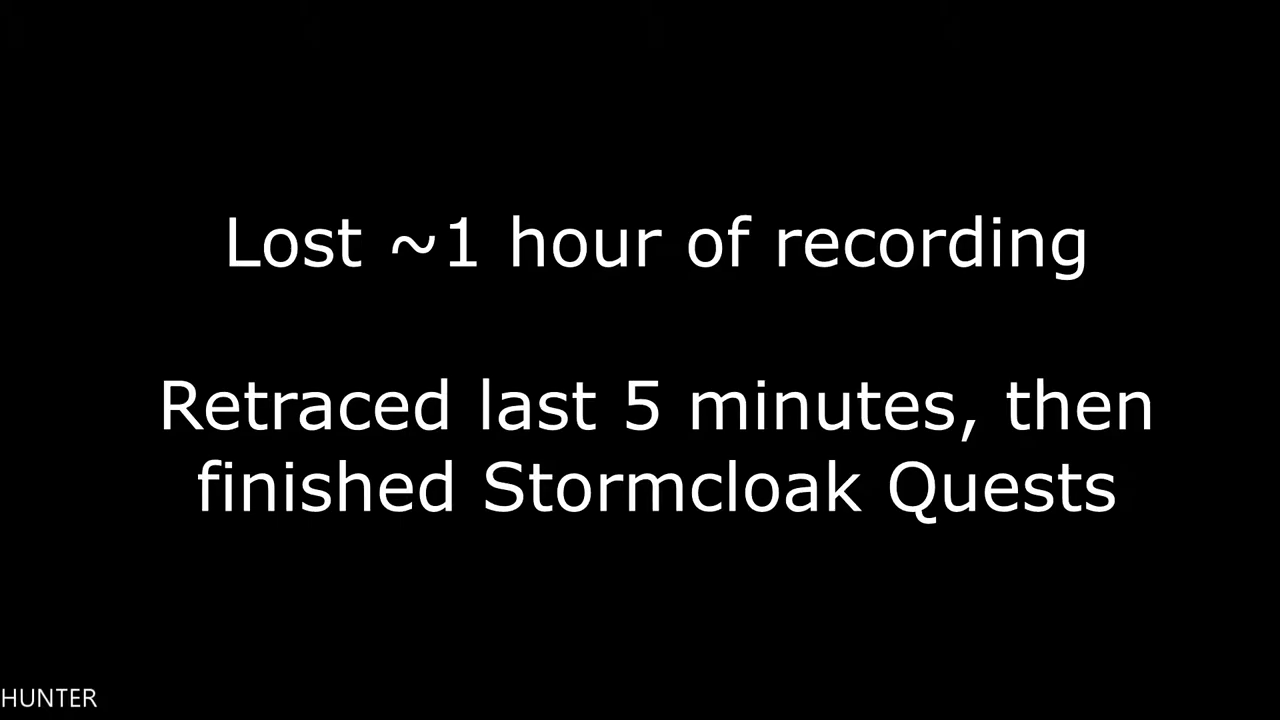 Lost ~1 hour of recording
Retraced last 5 minutes, then
finished Stormcloak Quests
HUNTER